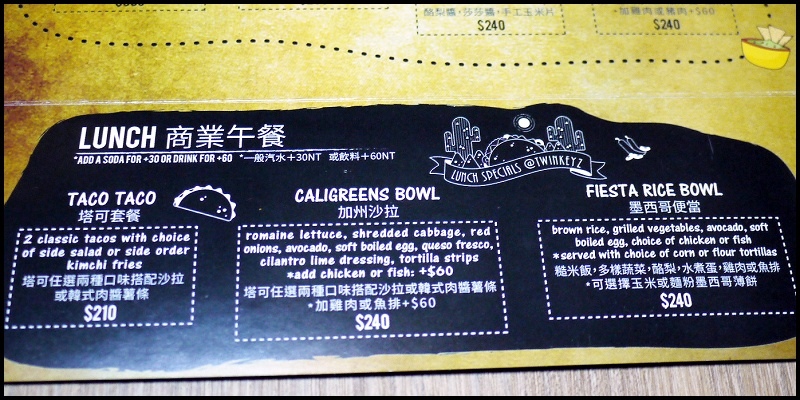 酪梨醬,莎莎醬,手工玉米片
$240
+加雞肉或豬肉+$60
$240
LUNCH 商業午餐
*ADD A SODA FOR +30 OR DRINK FOR +60 *一般汽水+30NT 或飲料+60NT
LUNCH SPECIALS @TWINKEYZ
TACO TACO
塔可套餐
2 classic tacos with choice
of side salad or side order
kimchi fries
塔可任選兩種口味搭配沙拉
或韓式肉醬薯條
$210
CALIGREENS BOWL
加州沙拉
romaine lettuce, shredded cabbage, red
onions, avocado, soft boiled egg, queso fresco,
cilantro lime dressing, tortilla strips
*add chicken or fish: +$60
塔可任選兩種口味搭配沙拉或韓式肉醬薯條
*加雞肉或魚排+$60
$240
FIESTA RICE BOWL
墨西哥便當
brown rice, grilled vegetables, avocado, soft
boiled egg, choice of chicken or fish
*served with choice of corn or flour tortillas
糙米飯,多樣蔬菜,酪梨,水煮蛋,雞肉或魚排
*可選擇玉米或麵粉墨西哥薄餅
$240